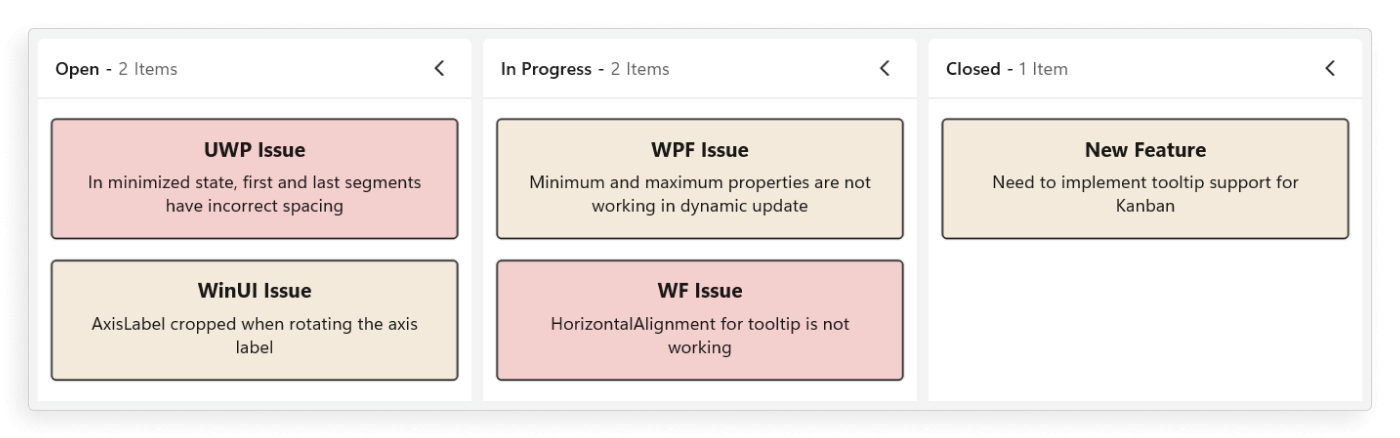 Open - 2 Items
UWP Issue
In minimized state, first and last segments
have incorrect spacing
WinUI Issue
AxisLabel cropped when rotating the axis
label
In Progress - 2 Items
WPF Issue
Minimum and maximum properties are not
working in dynamic update
WF Issue
HorizontalAlignment for tooltip is not
working
Closed - 1 Item
New Feature
Need to implement tooltip support for
Kanban